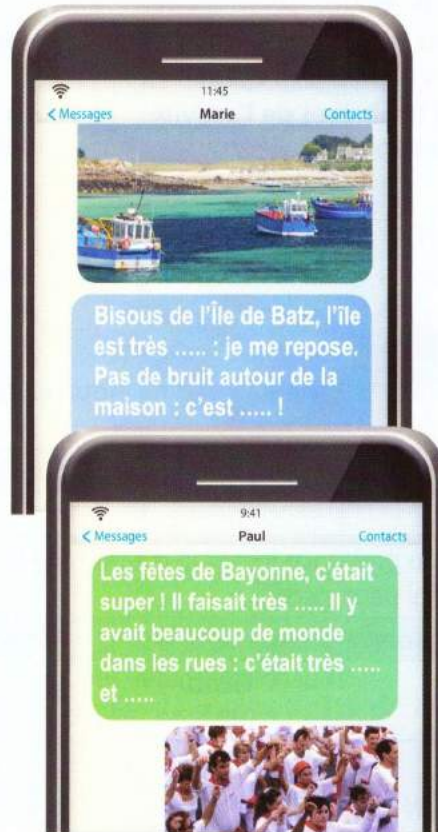 11:45
< Messages Marie Contacts
Bisous de l'Île de Batz, l'île
est très ..... : je me repose.
Pas de bruit autour de la
maison : c'est ..... !
9:41
< Messages Paul Contacts
Les fêtes de Bayonne, c'était
super ! Il faisait très ..... Il y
avait beaucoup de monde
dans les rues : c'était très .....
et .....